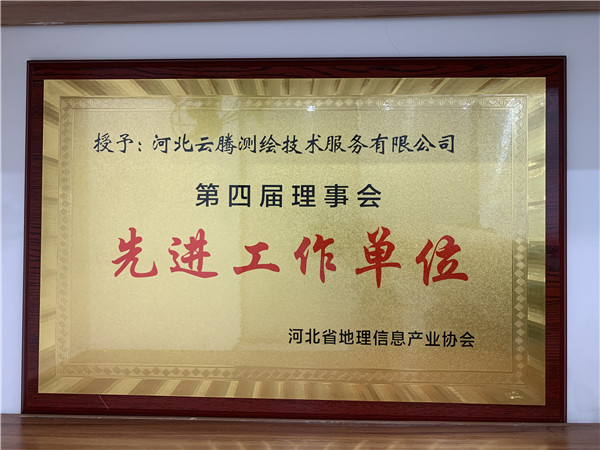 授予：河北云腾测绘技术服务有限公司
第四届理事会
先进工作单位
河北省地理信息产业协会